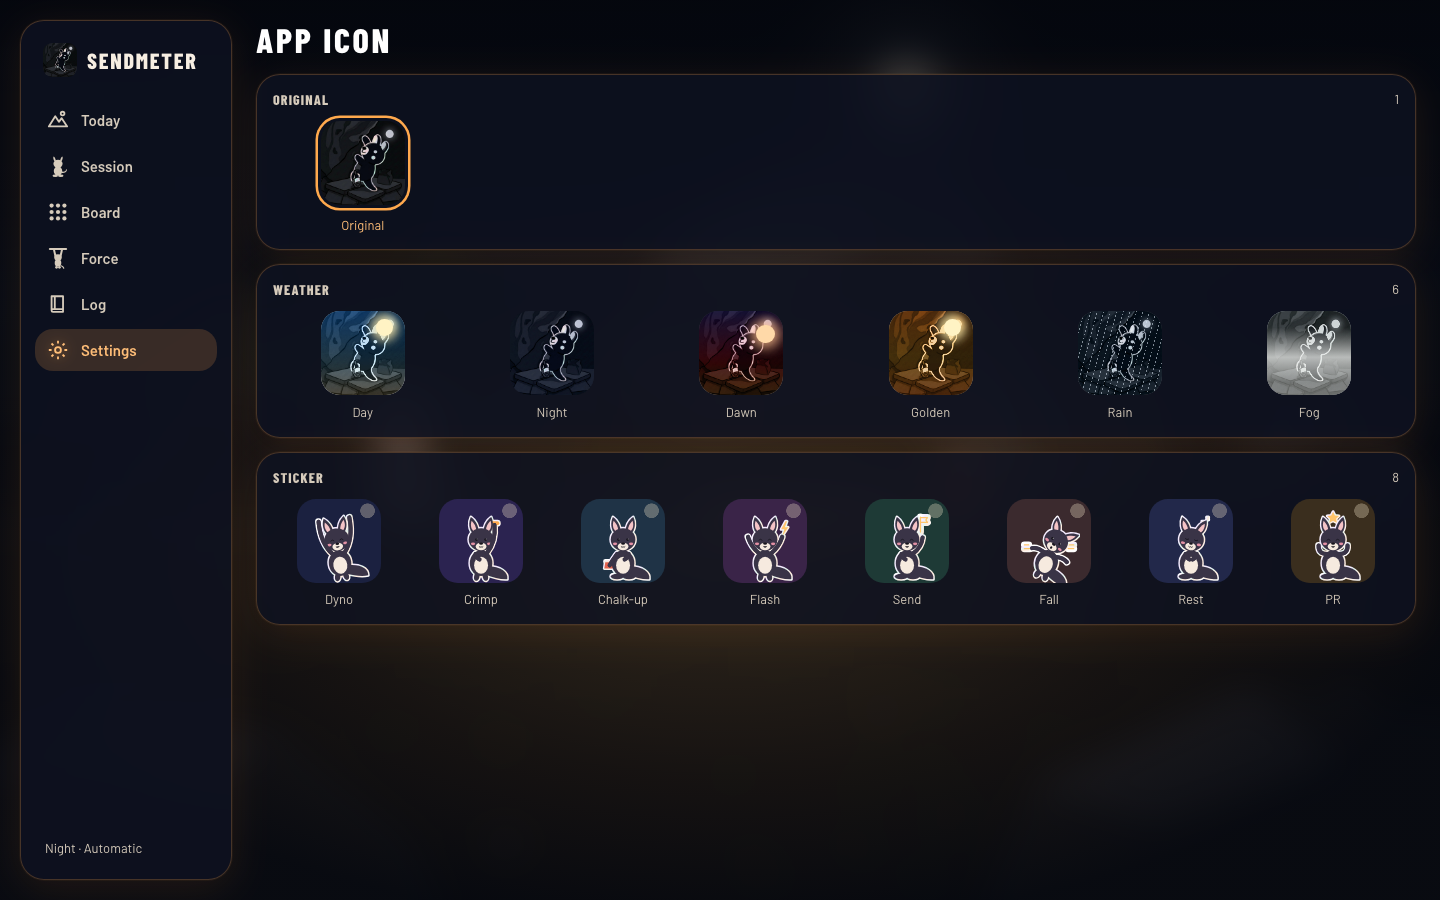 SENDMETER
Today
Session
Board
Force
Log
Settings
Night · Automatic
APP ICON
ORIGINAL 1
Original
WEATHER 6
Day Night Dawn Golden Rain Fog
STICKER 8
Dyno Crimp Chalk-up Flash Send Fall Rest PR